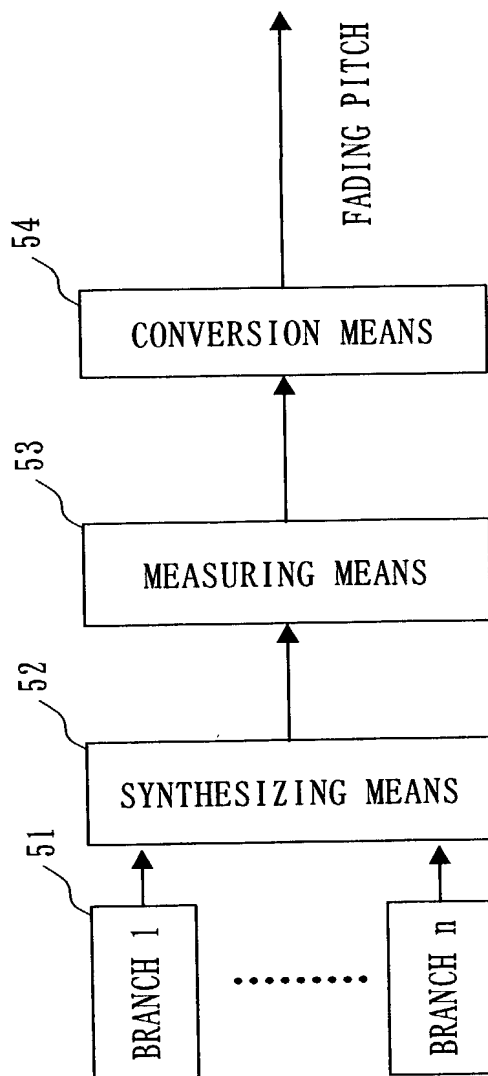 51
BRANCH 1
BRANCH n
52
SYNTHESIZING MEANS
53
MEASURING MEANS
54
CONVERSION MEANS
FADING PITCH